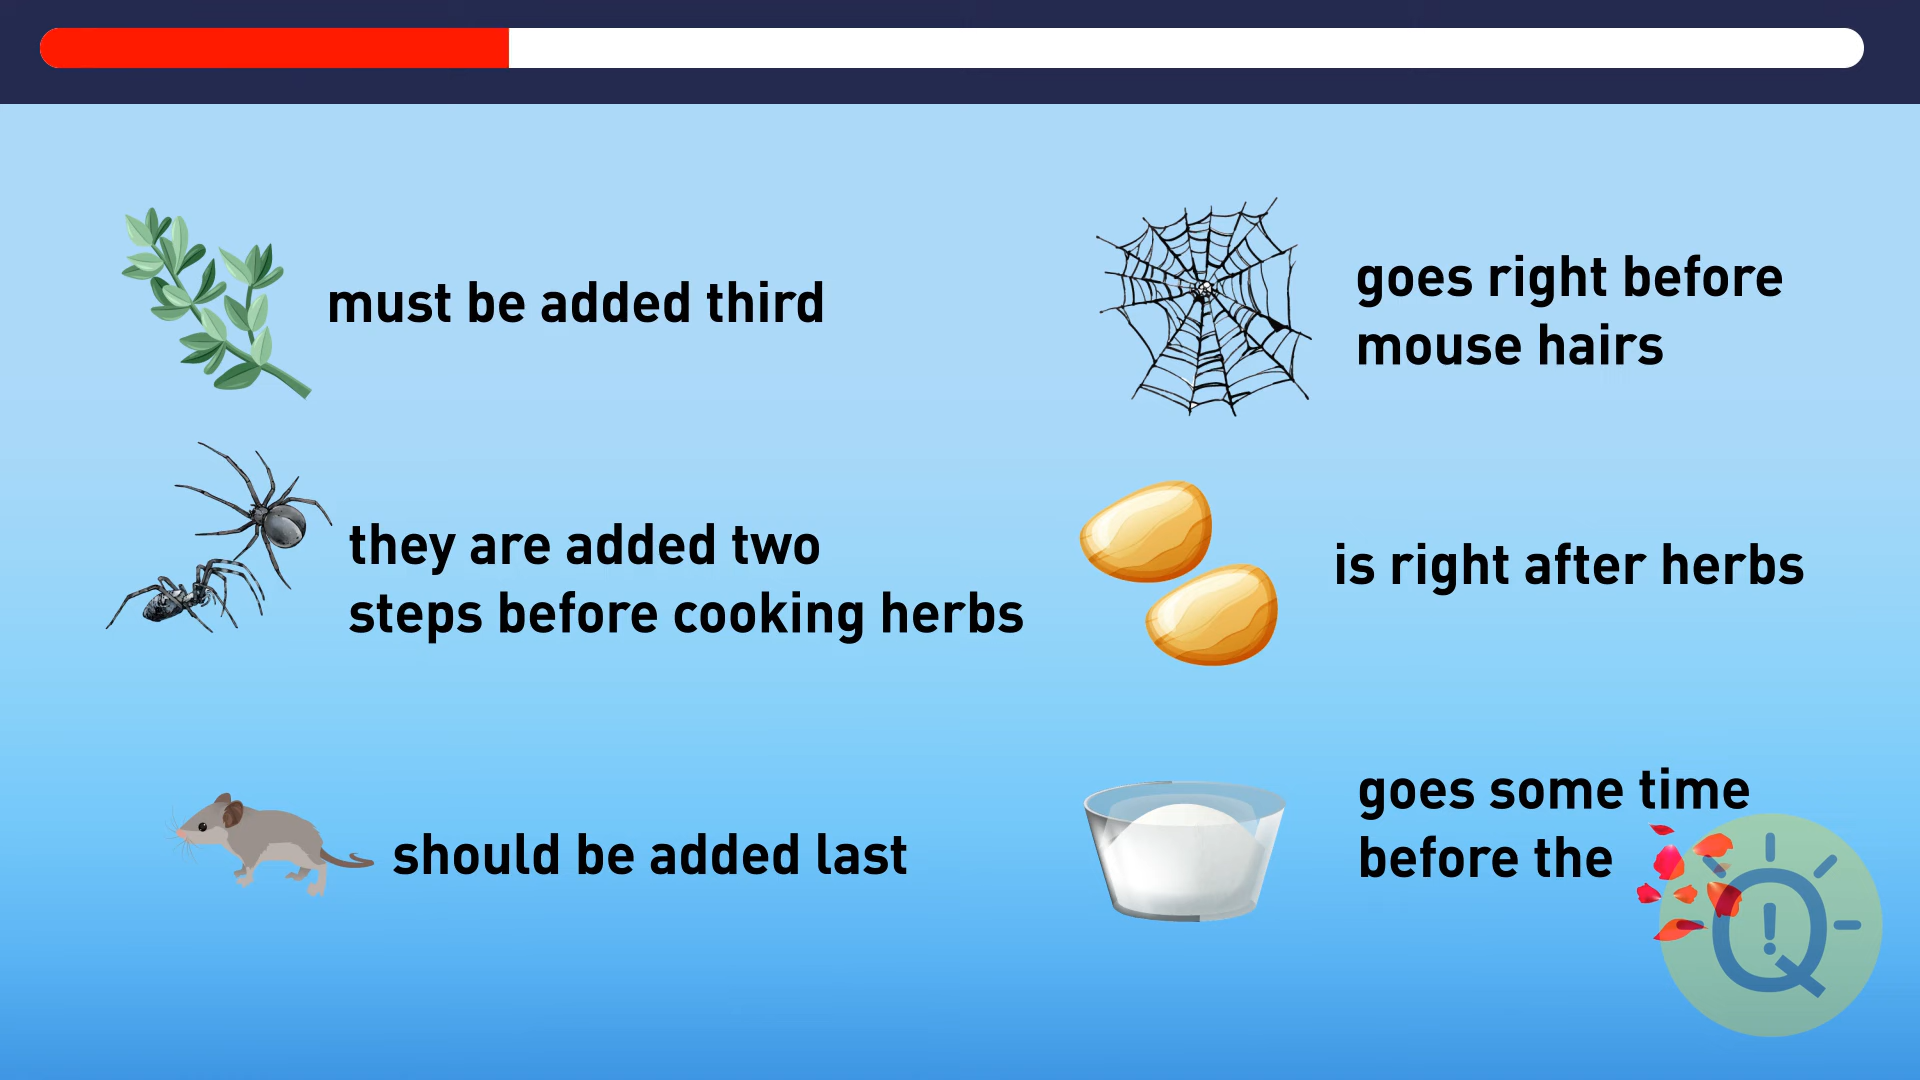 must be added third
goes right before
mouse hairs
they are added two
steps before cooking herbs
is right after herbs
should be added last
goes some time
before the
Q!